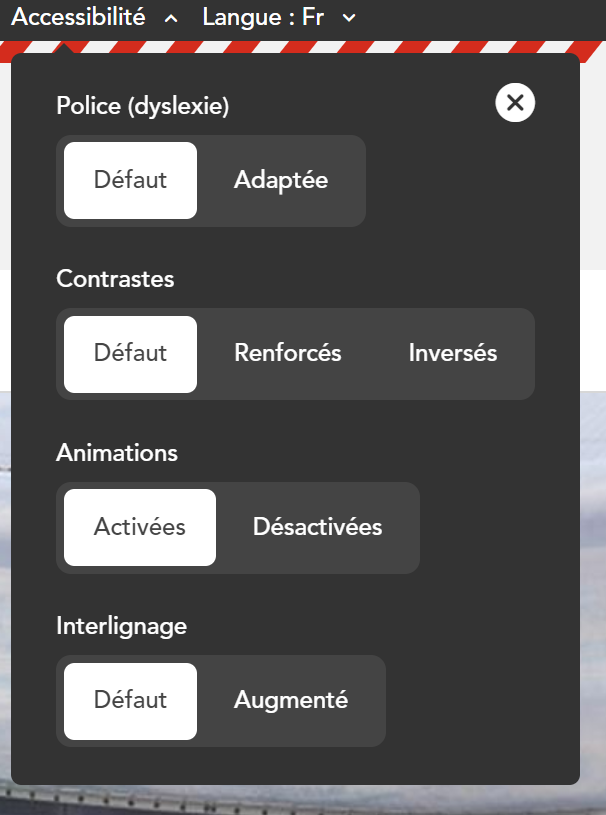 Accessibilité Langue : Fr
Police (dyslexie)
Défaut Adaptée
Contrastes
Défaut Renforcés Inversés
Animations
Activées Désactivées
Interlignage
Défaut Augmenté